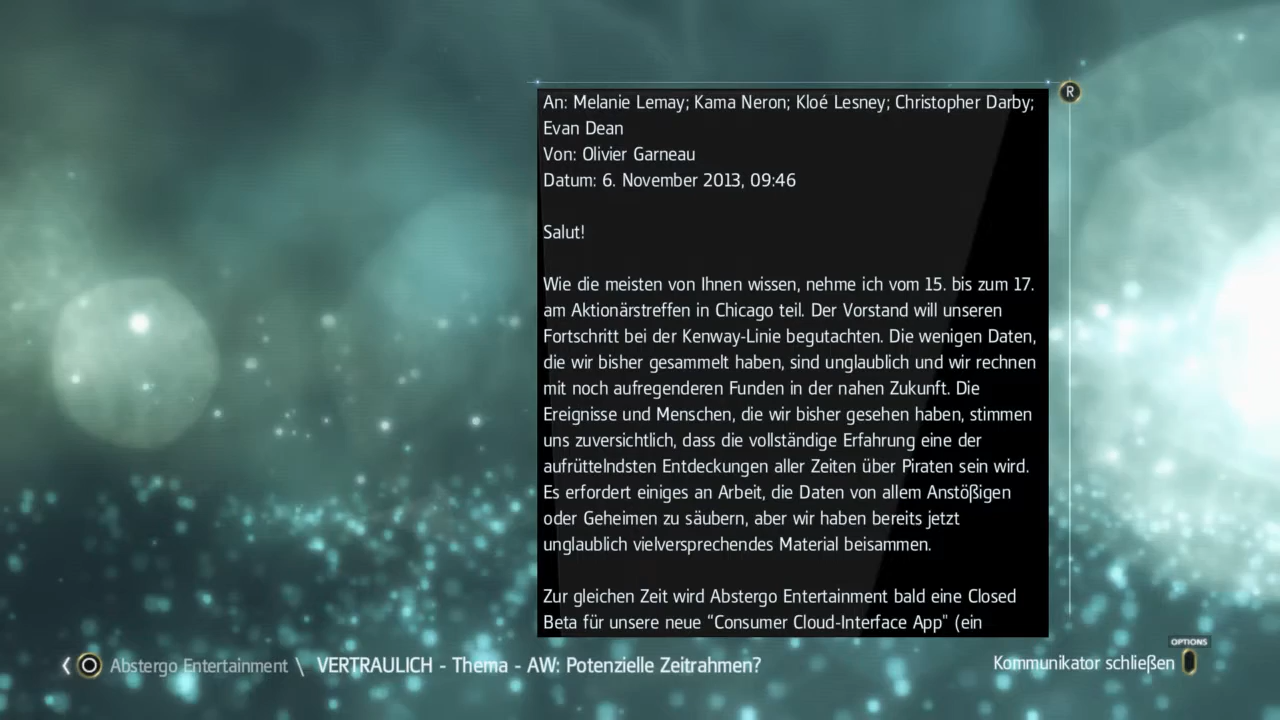 An: Melanie Lemay; Kama Neron; Kloé Lesney; Christopher Darby;
Evan Dean
Von: Olivier Garneau
Datum: 6. November 2013, 09:46
Salut!
Wie die meisten von Ihnen wissen, nehme ich vom 15. bis zum 17.
am Aktionärstreffen in Chicago teil. Der Vorstand will unseren
Fortschritt bei der Kenway-Linie begutachten. Die wenigen Daten,
die wir bisher gesammelt haben, sind unglaublich und wir rechnen
mit noch aufregenderen Funden in der nahen Zukunft. Die
Ereignisse und Menschen, die wir bisher gesehen haben, stimmen
uns zuversichtlich, dass die vollständige Erfahrung eine der
aufrüttelndsten Entdeckungen aller Zeiten über Piraten sein wird.
Es erfordert einiges an Arbeit, die Daten von allem Anstößigen
oder Geheimen zu säubern, aber wir haben bereits jetzt
unglaublich vielversprechendes Material beisammen.
Zur gleichen Zeit wird Abstergo Entertainment bald eine Closed
Beta für unsere neue "Consumer Cloud-Interface App" (ein
R
Abstergo Entertainment \ VERTRAULICH - Thema - AW: Potenzielle Zeitrahmen?
OPTIONS
Kommunikator schließen